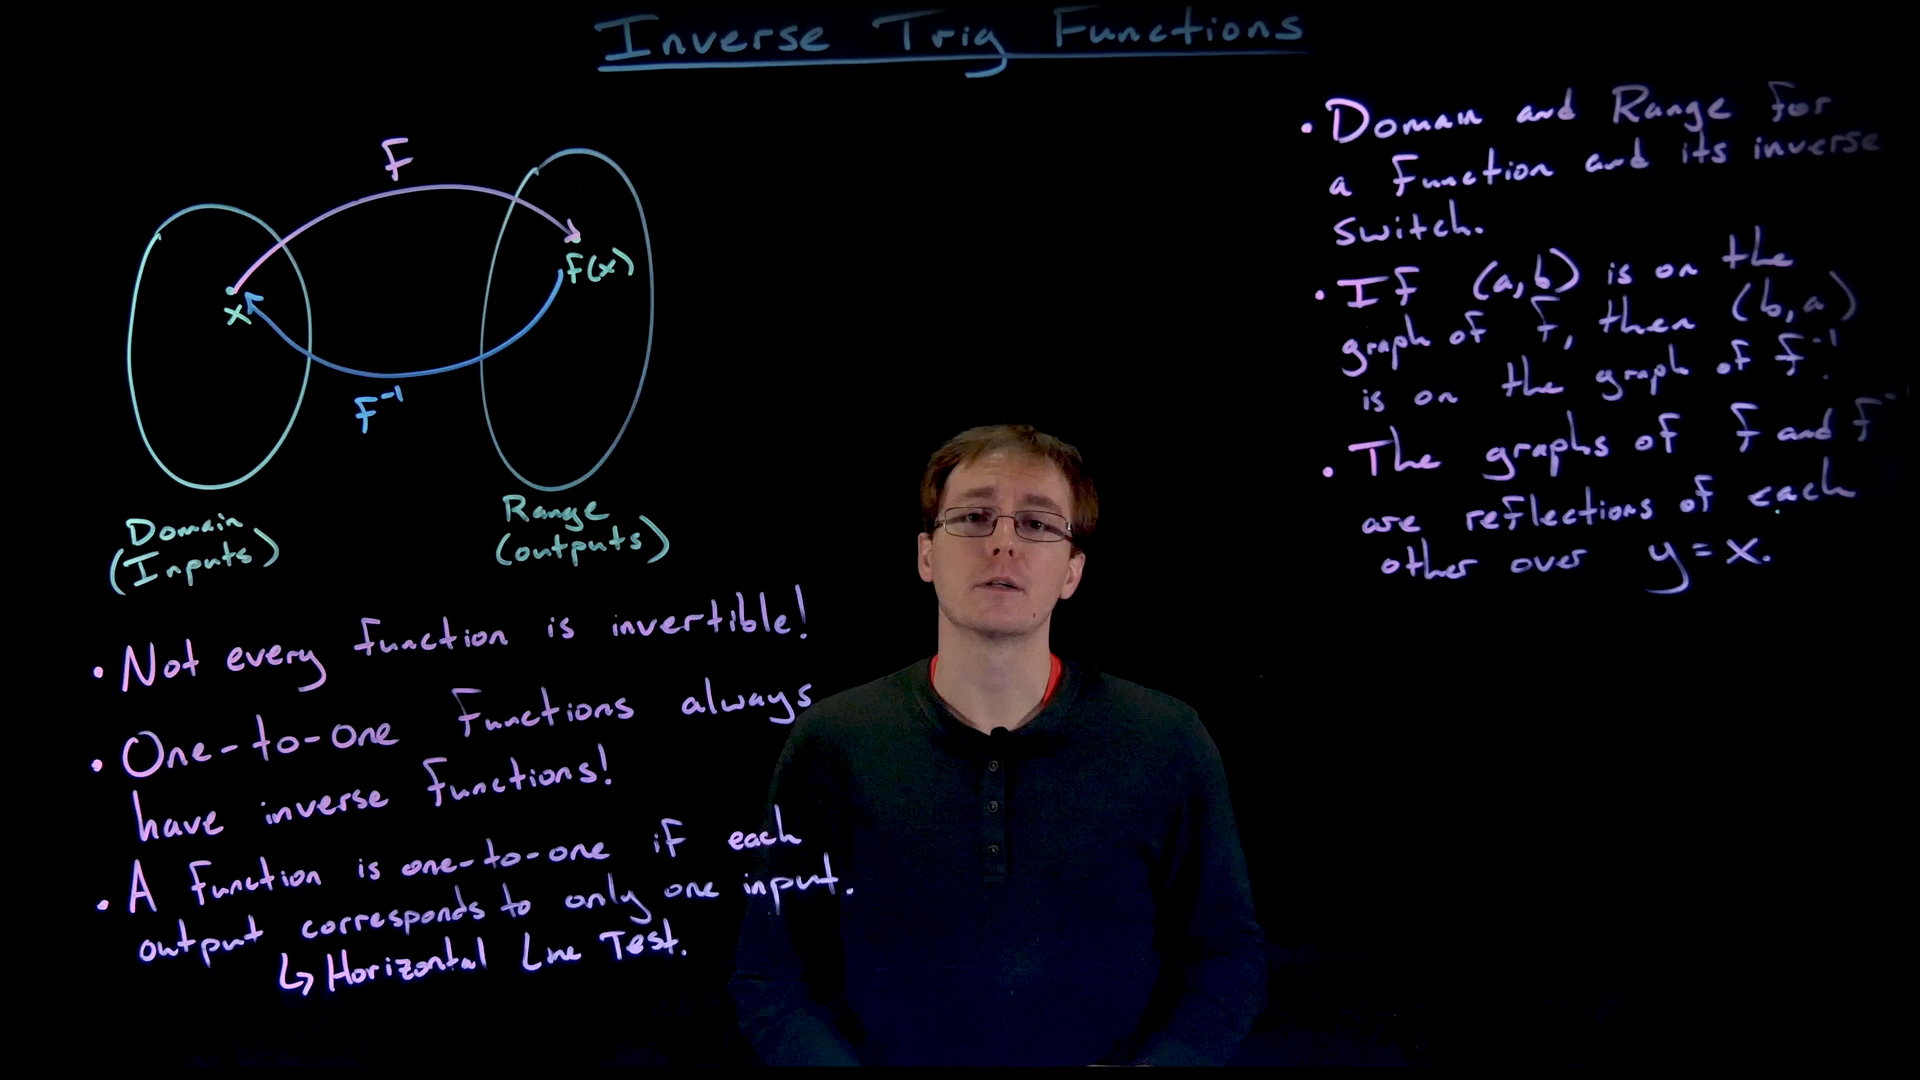 Inverse Trig Functions
f
x
f(x)
f⁻¹
Domain
(Inputs)
Range
(outputs)
• Not every function is invertible!
• One-to-one functions always
have inverse functions!
• A function is one-to-one if each
output corresponds to only one input.
↳ Horizontal Line Test.
• Domain and Range for
a function and its inverse
switch.
• If (a,b) is on the
graph of f, then (b,a)
is on the graph of f⁻¹.
• The graphs of f and f⁻¹
are reflections of each
other over y=x.